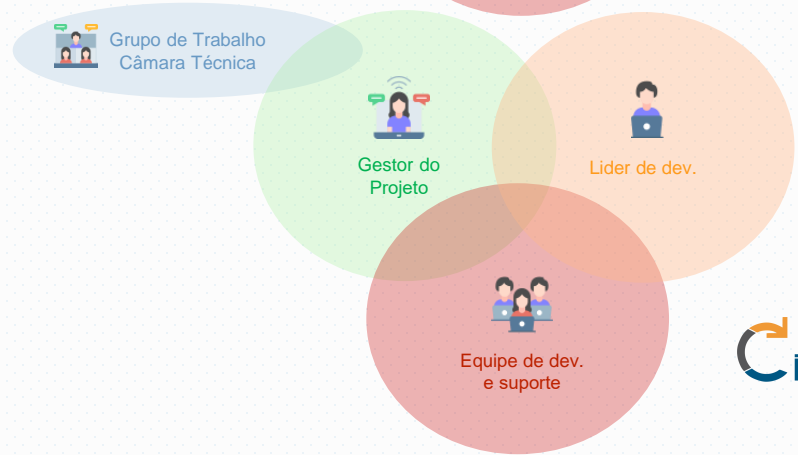 Grupo de Trabalho
Câmara Técnica
Gestor do
Projeto
Lider de dev.
Equipe de dev.
e suporte